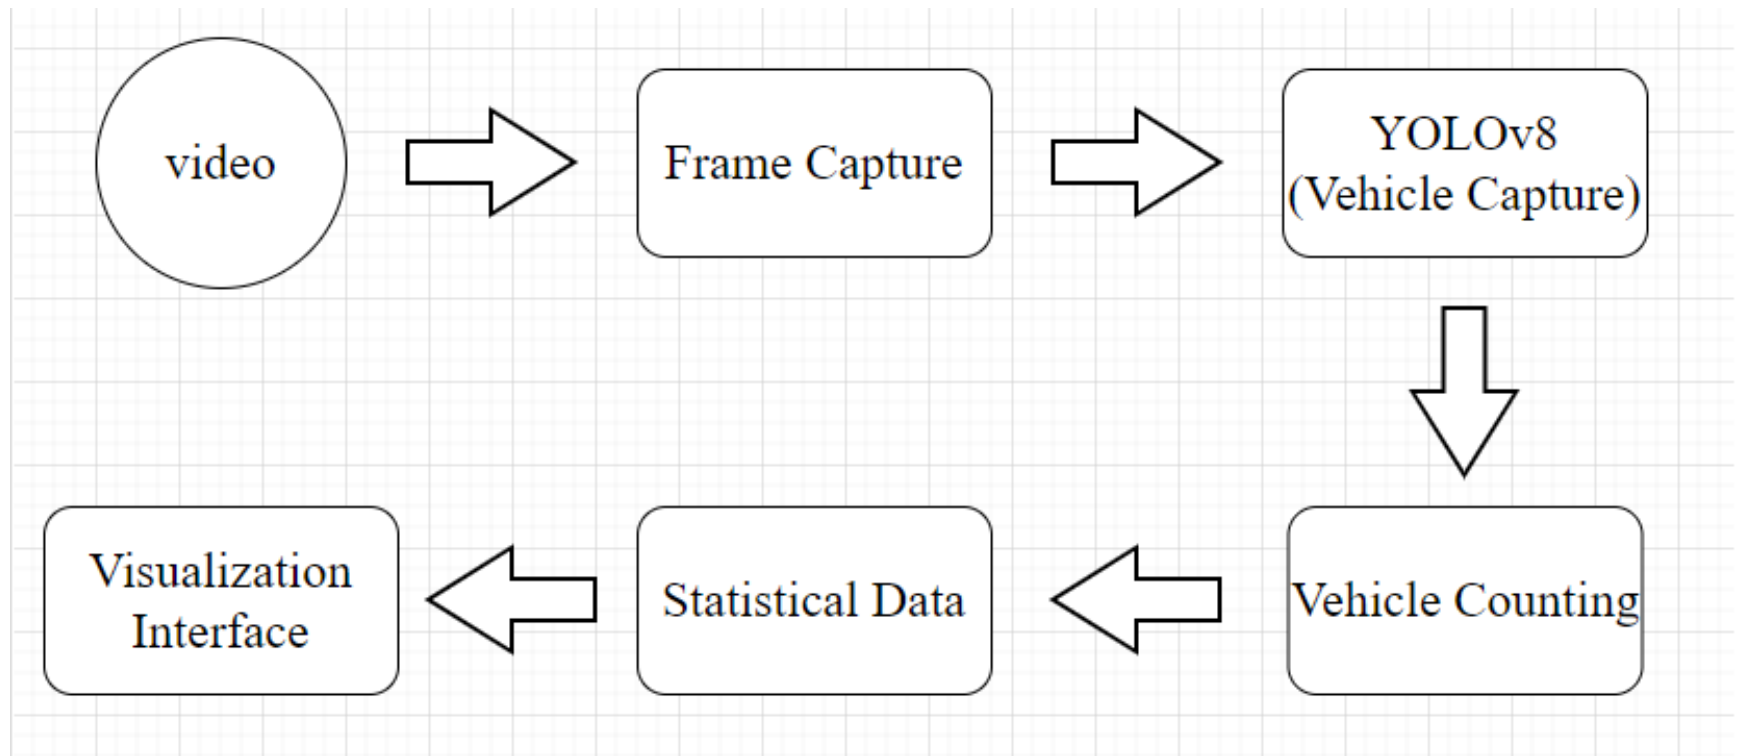 video
Frame Capture
YOLOv8
(Vehicle Capture)
Vehicle Counting
Statistical Data
Visualization
Interface